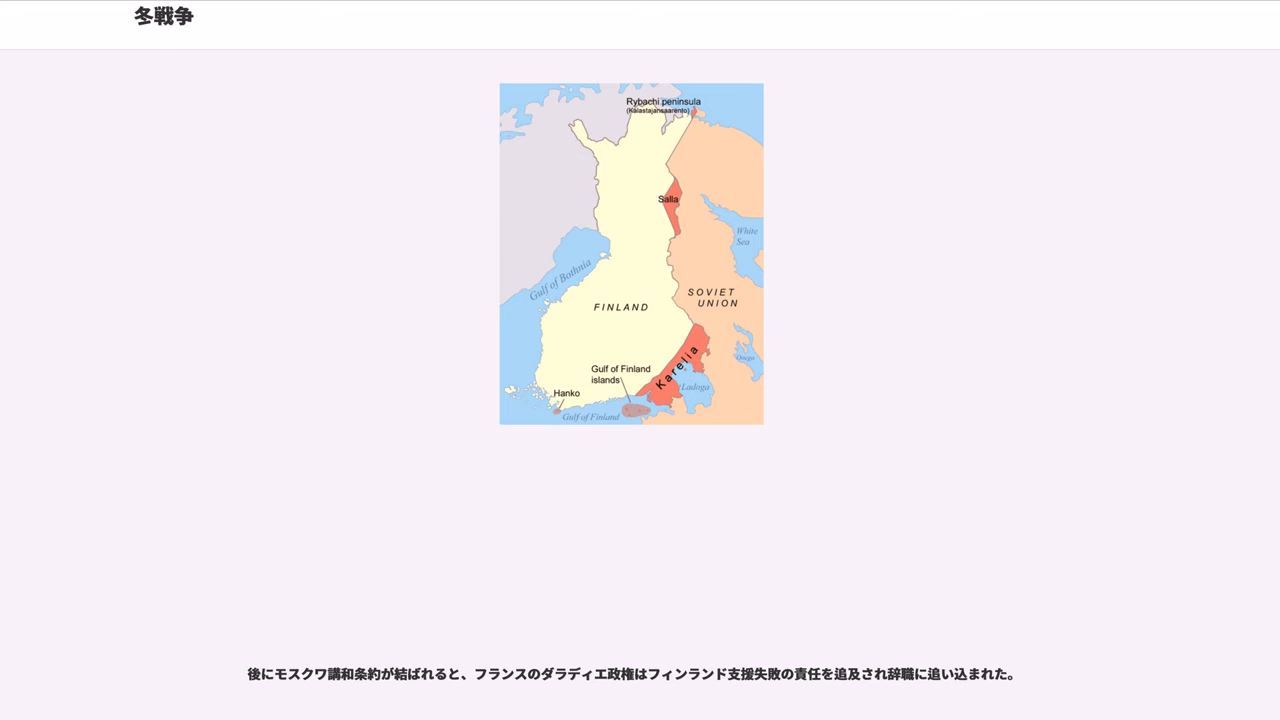 冬戦争
Rybachi peninsula
(Kalastajansaarento)
Salla
White
Sea
Gulf of Bothnia
SOVIET
UNION
FINLAND
Karelia
Onega
Gulf of Finland
islands
Ladoga
Hanko
Gulf of Finland
後にモスクワ講和条約が結ばれると、フランスのダラディエ政権はフィンランド支援失敗の責任を追及され辞職に追い込まれた。